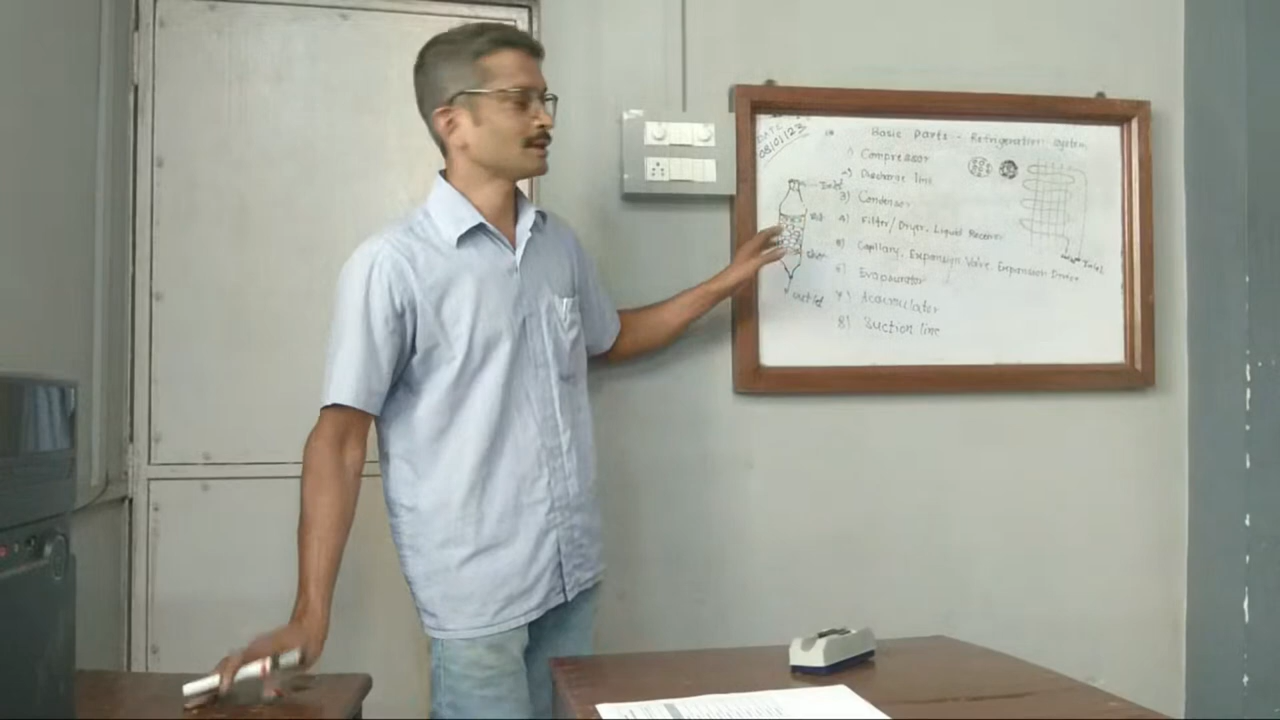 DATE
08/01/23
Basic Parts - Refrigeration System
1) Compressor
2) Discharge line
3) Condensor
4) Filter/Dryer, Liquid Receiver
5) Capillary, Expansion Valve, Expansion Device
6) Evaporator
7) Accumulator
8) Suction line
Inlet
outlet
Inlet